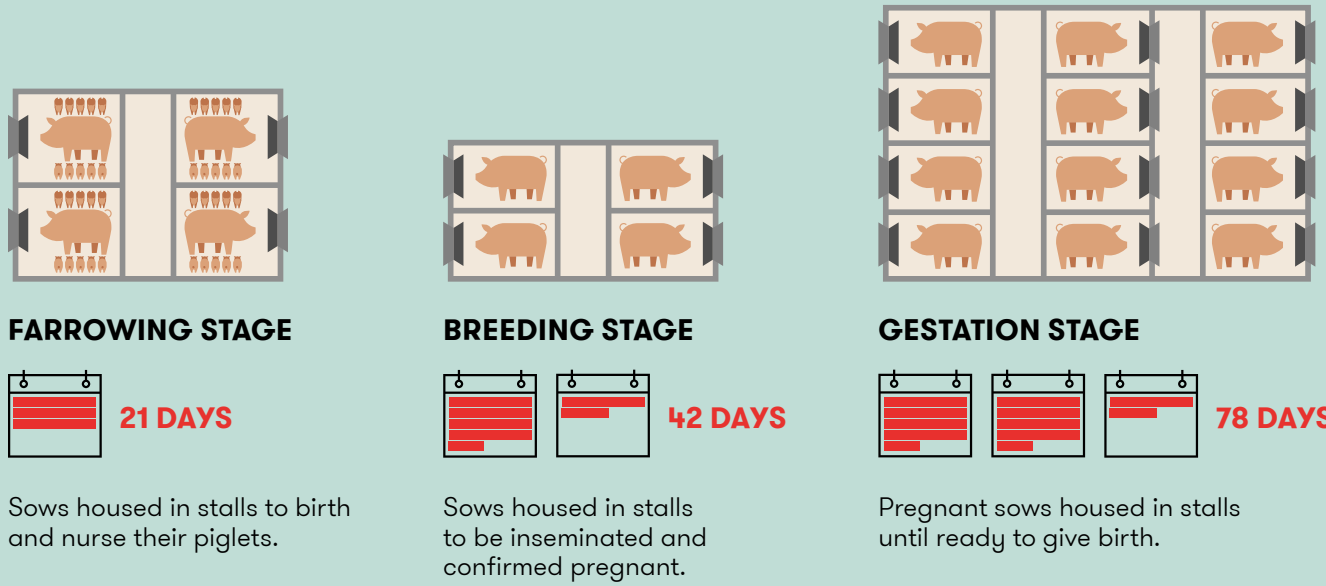 FARROWING STAGE
21 DAYS
Sows housed in stalls to birth
and nurse their piglets.
BREEDING STAGE
42 DAYS
Sows housed in stalls
to be inseminated and
confirmed pregnant.
GESTATION STAGE
78 DAYS
Pregnant sows housed in stalls
until ready to give birth.